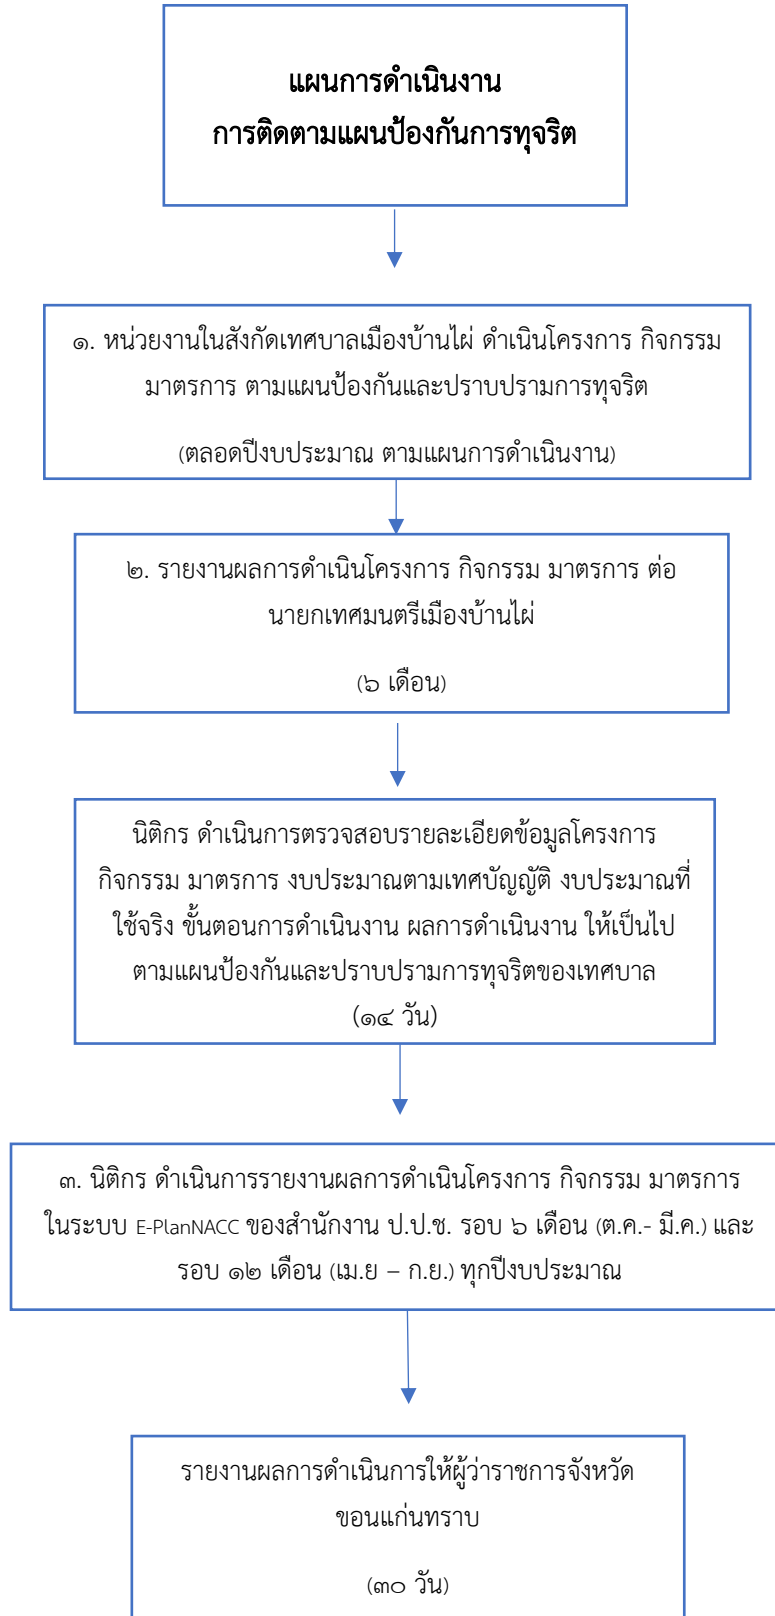 แผนการดำเนินงาน
การติดตามแผนป้องกันการทุจริต
๑. หน่วยงานในสังกัดเทศบาลเมืองบ้านไผ่ ดำเนินโครงการ กิจกรรม
มาตรการ ตามแผนป้องกันและปราบปรามการทุจริต
(ตลอดปีงบประมาณ ตามแผนการดำเนินงาน)
๒. รายงานผลการดำเนินโครงการ กิจกรรม มาตรการ ต่อ
นายกเทศมนตรีเมืองบ้านไผ่
(๖ เดือน)
นิติกร ดำเนินการตรวจสอบรายละเอียดข้อมูลโครงการ
กิจกรรม มาตรการ งบประมาณตามเทศบัญญัติ งบประมาณที่
ใช้จริง ขั้นตอนการดำเนินงาน ผลการดำเนินงาน ให้เป็นไป
ตามแผนป้องกันและปราบปรามการทุจริตของเทศบาล
(๑๔ วัน)
๓. นิติกร ดำเนินการรายงานผลการดำเนินโครงการ กิจกรรม มาตรการ
ในระบบ E-PlanNACC ของสำนักงาน ป.ป.ช. รอบ ๖ เดือน (ต.ค.- มี.ค.) และ
รอบ ๑๒ เดือน (เม.ย – ก.ย.) ทุกปีงบประมาณ
รายงานผลการดำเนินการให้ผู้ว่าราชการจังหวัด
ขอนแก่นทราบ
(๓๐ วัน)